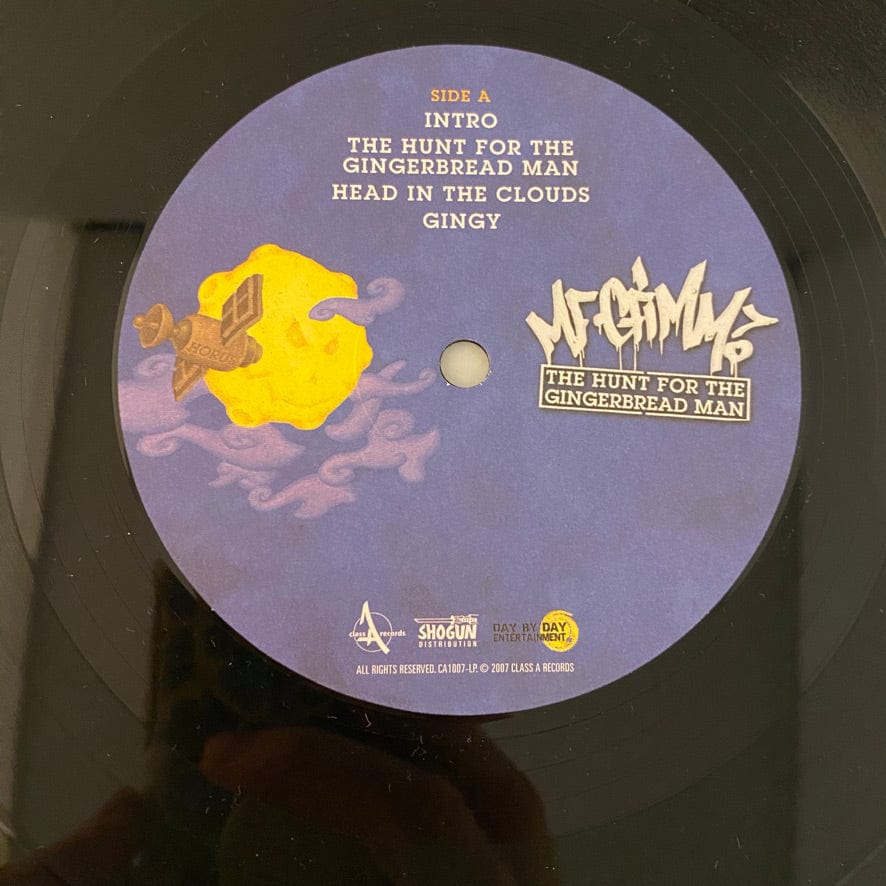 SIDE A
INTRO
THE HUNT FOR THE
GINGERBREAD MAN
HEAD IN THE CLOUDS
GINGY
HORUS
MF GRIMM
THE HUNT FOR THE
GINGERBREAD MAN
class A records
SHOGUN
DISTRIBUTION
DAY BY DAY
ENTERTAINMENT
ALL RIGHTS RESERVED. CA1007-LP. © 2007 CLASS A RECORDS